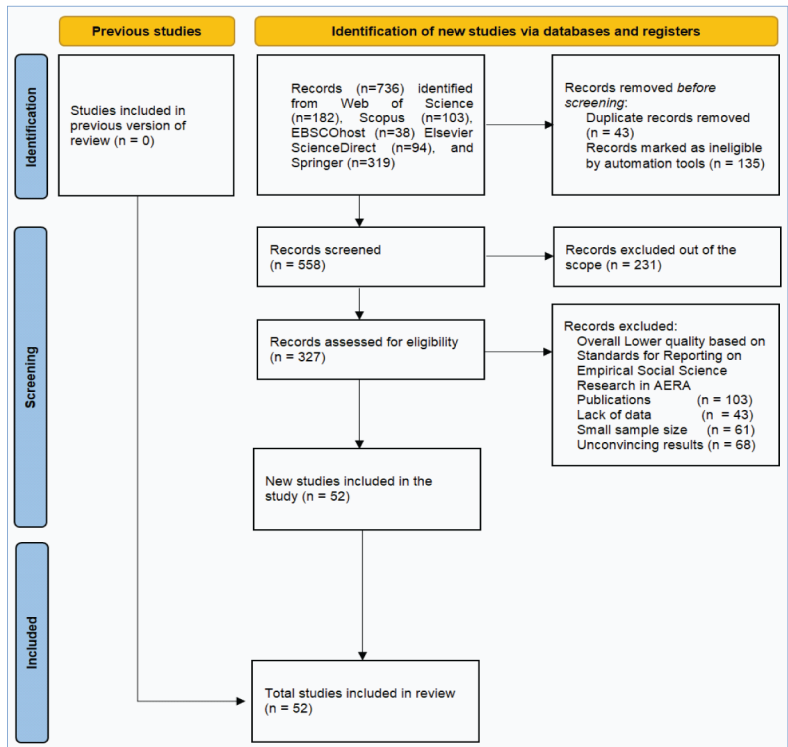 Previous studies
Identification of new studies via databases and registers
Identification
Studies included in
previous version of
review (n = 0)
Records (n=736) identified
from Web of Science
(n=182), Scopus (n=103),
EBSCOhost (n=38) Elsevier
ScienceDirect (n=94), and
Springer (n=319)
Records removed before
screening:
Duplicate records removed
(n = 43)
Records marked as ineligible
by automation tools (n = 135)
Screening
Records screened
(n = 558)
Records excluded out of the
scope (n = 231)
Records assessed for eligibility
(n = 327)
Records excluded:
Overall Lower quality based on
Standards for Reporting on
Empirical Social Science
Research in AERA
Publications (n = 103)
Lack of data (n = 43)
Small sample size (n = 61)
Unconvincing results (n = 68)
New studies included in the
study (n = 52)
Included
Total studies included in review
(n = 52)